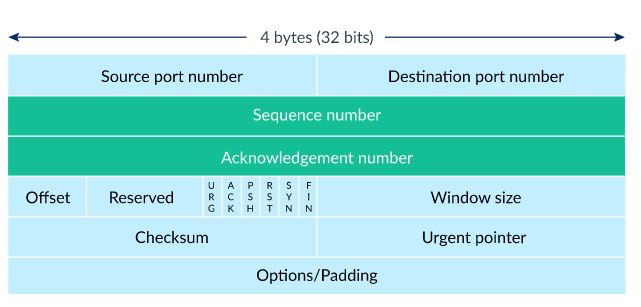 4 bytes (32 bits)
Source port number Destination port number
Sequence number
Acknowledgement number
Offset Reserved URG ACK PSH RST SYN FIN Window size
Checksum Urgent pointer
Options/Padding